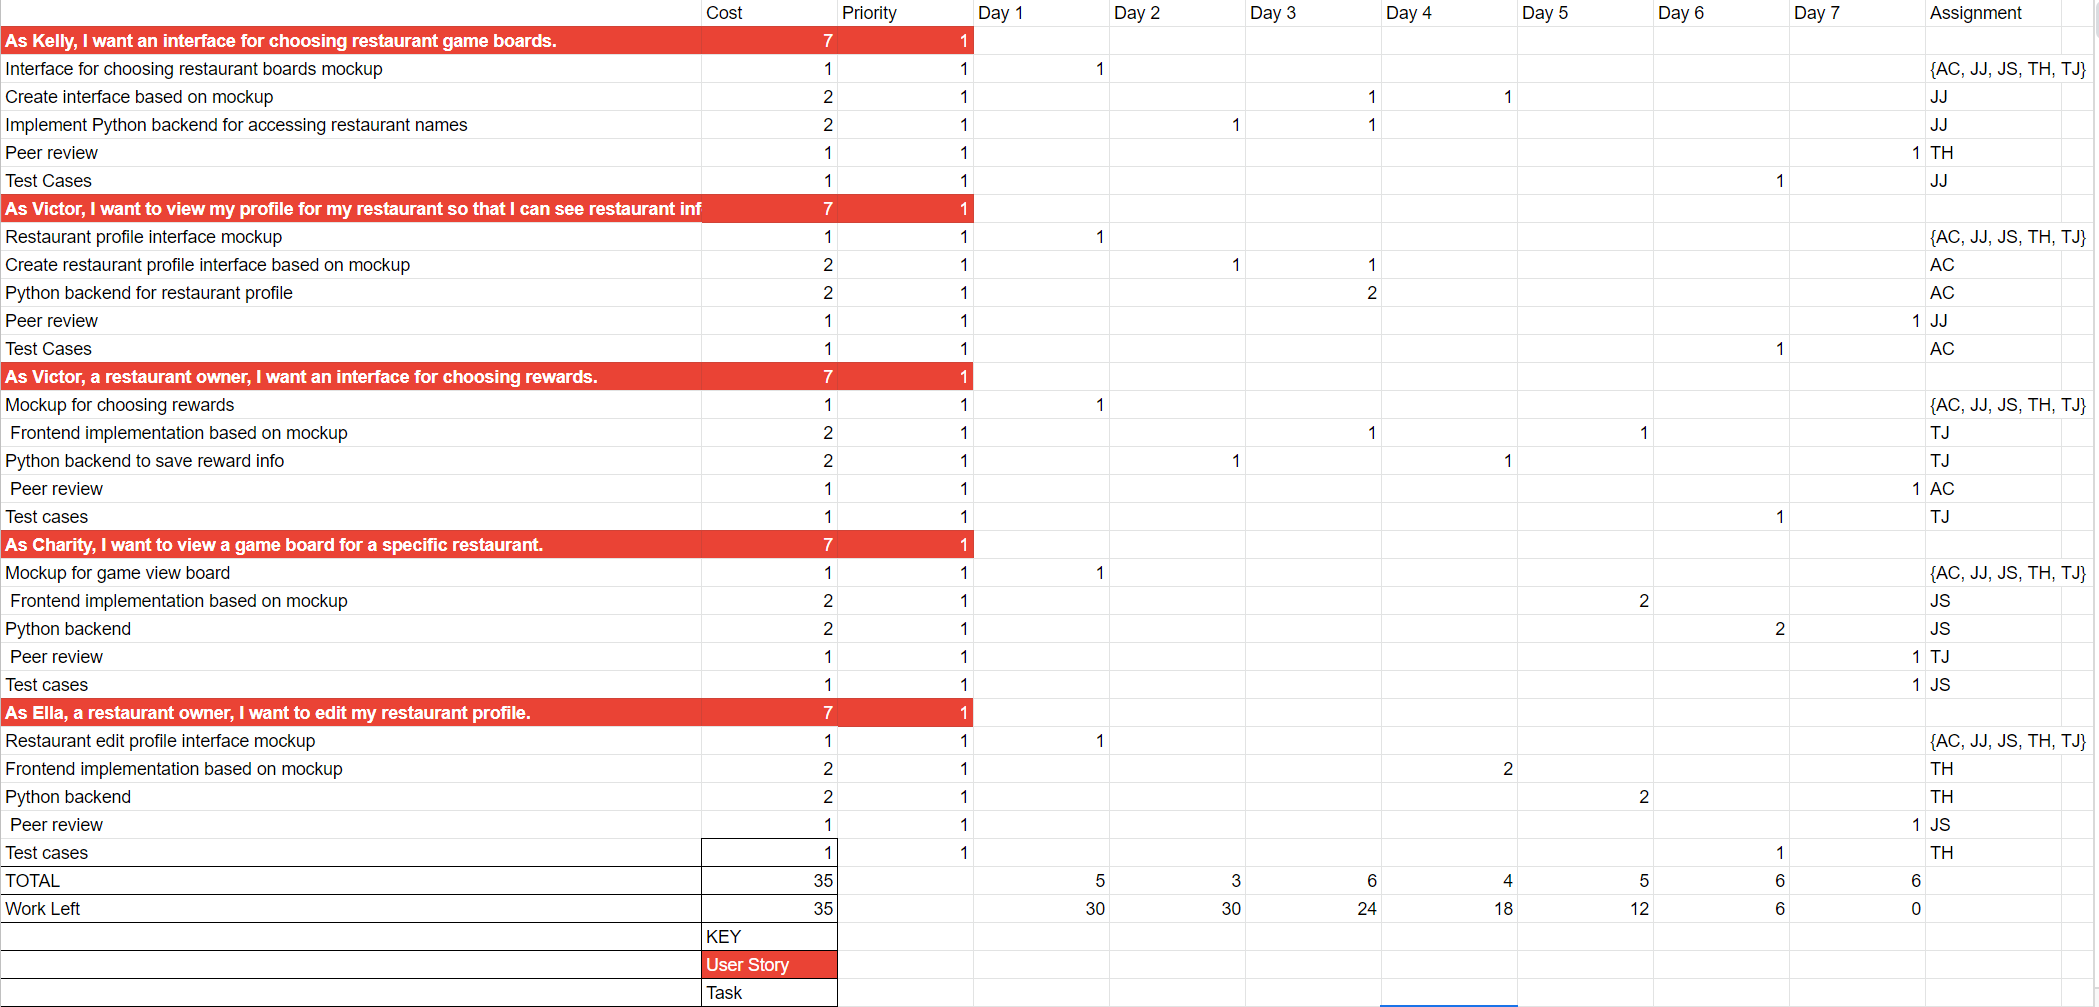 Cost Priority Day 1 Day 2 Day 3 Day 4 Day 5 Day 6 Day 7 Assignment
As Kelly, I want an interface for choosing restaurant game boards. 7 1
Interface for choosing restaurant boards mockup 1 1 1 {AC, JJ, JS, TH, TJ}
Create interface based on mockup 2 1 1 1 JJ
Implement Python backend for accessing restaurant names 2 1 1 1 JJ
Peer review 1 1 1 TH
Test Cases 1 1 1 JJ
As Victor, I want to view my profile for my restaurant so that I can see restaurant inf 7 1
Restaurant profile interface mockup 1 1 1 {AC, JJ, JS, TH, TJ}
Create restaurant profile interface based on mockup 2 1 1 1 AC
Python backend for restaurant profile 2 1 2 AC
Peer review 1 1 1 JJ
Test Cases 1 1 1 AC
As Victor, a restaurant owner, I want an interface for choosing rewards. 7 1
Mockup for choosing rewards 1 1 1 {AC, JJ, JS, TH, TJ}
Frontend implementation based on mockup 2 1 1 1 TJ
Python backend to save reward info 2 1 1 1 TJ
Peer review 1 1 1 AC
Test cases 1 1 1 TJ
As Charity, I want to view a game board for a specific restaurant. 7 1
Mockup for game view board 1 1 1 {AC, JJ, JS, TH, TJ}
Frontend implementation based on mockup 2 1 2 JS
Python backend 2 1 2 JS
Peer review 1 1 1 TJ
Test cases 1 1 1 JS
As Ella, a restaurant owner, I want to edit my restaurant profile. 7 1
Restaurant edit profile interface mockup 1 1 1 {AC, JJ, JS, TH, TJ}
Frontend implementation based on mockup 2 1 2 TH
Python backend 2 1 2 TH
Peer review 1 1 1 JS
Test cases 1 1 1 TH
TOTAL 35 5 3 6 4 5 6 6
Work Left 35 30 30 24 18 12 6 0
KEY
User Story
Task